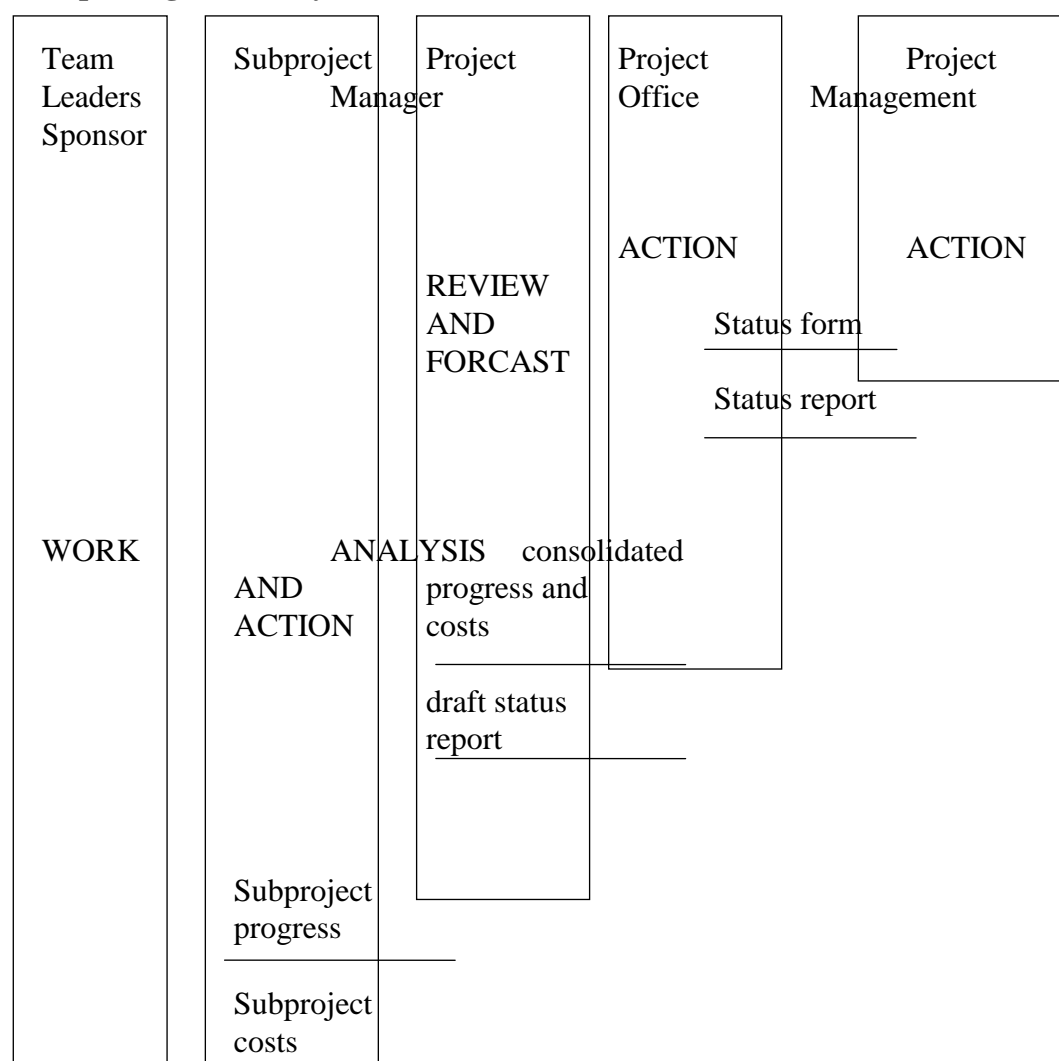 Team Subproject Project Project Project
Leaders Manager Office Management
Sponsor
ACTION ACTION
REVIEW
AND Status form
FORCAST
Status report
WORK ANALYSIS consolidated
AND progress and
ACTION costs
draft status
report
Subproject
progress
Subproject
costs